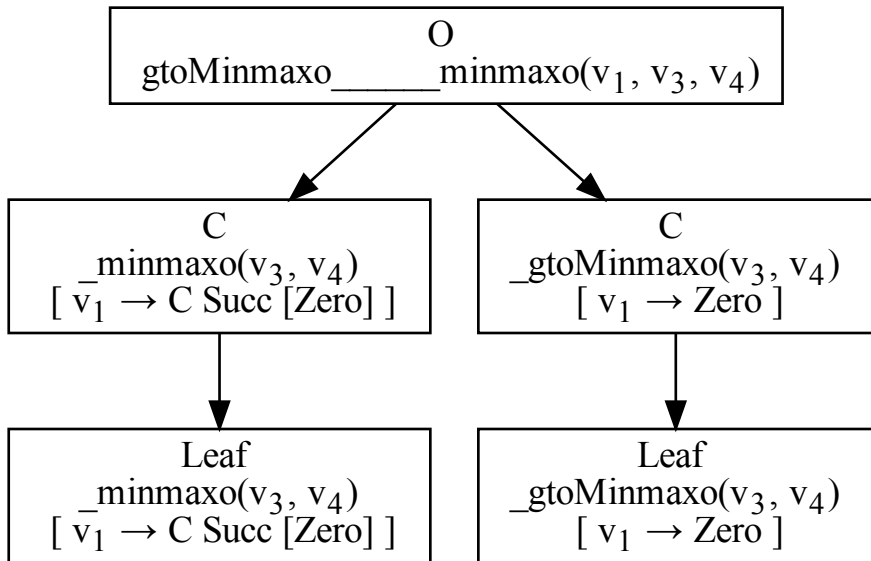 O
gtoMinmaxo______minmaxo(v₁, v₃, v₄)
C
_minmaxo(v₃, v₄)
[ v₁ → C Succ [Zero] ]
C
_gtoMinmaxo(v₃, v₄)
[ v₁ → Zero ]
Leaf
_minmaxo(v₃, v₄)
[ v₁ → C Succ [Zero] ]
Leaf
_gtoMinmaxo(v₃, v₄)
[ v₁ → Zero ]